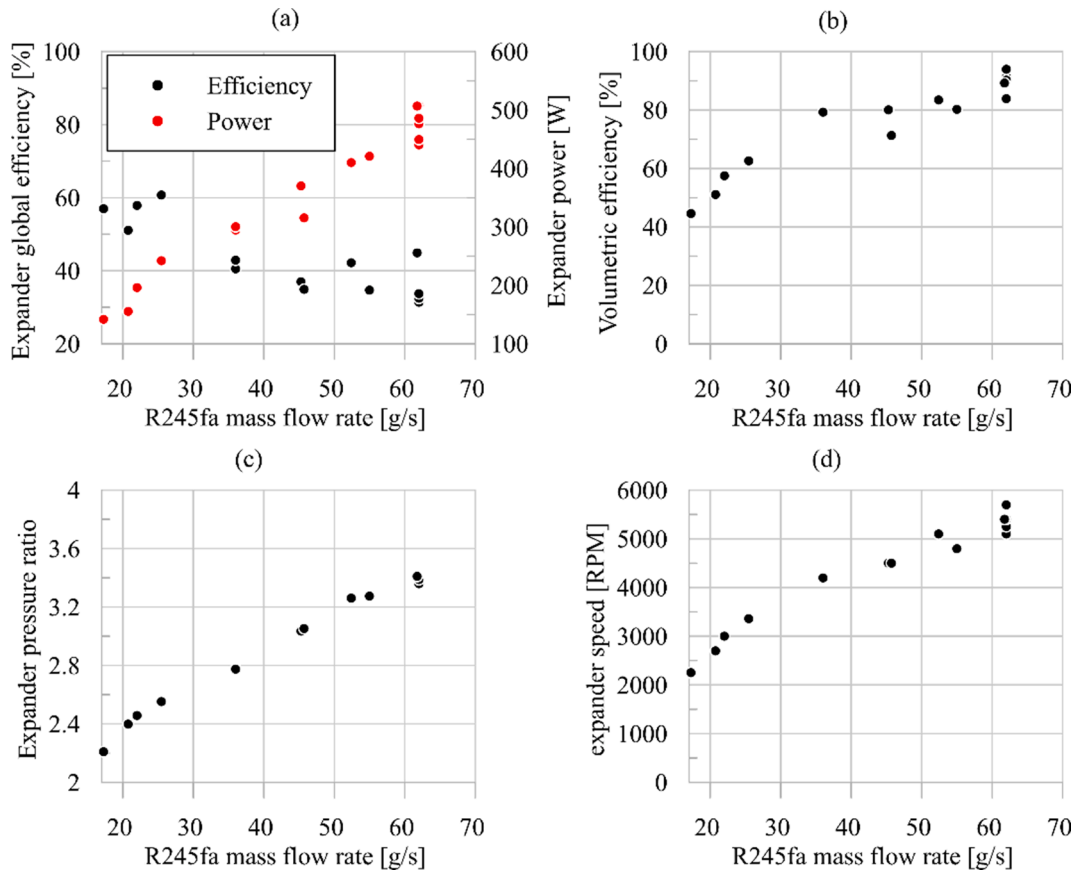 (a)
Expander global efficiency [%]
100
80
60
40
20
Efficiency
Power
600
500
400
300
200
100
Expander power [W]
20 30 40 50 60 70
R245fa mass flow rate [g/s]
(b)
Volumetric efficiency [%]
100
80
60
40
20
0
20 30 40 50 60 70
R245fa mass flow rate [g/s]
(c)
Expander pressure ratio
4
3.6
3.2
2.8
2.4
2
20 30 40 50 60 70
R245fa mass flow rate [g/s]
(d)
expander speed [RPM]
6000
5000
4000
3000
2000
1000
0
20 30 40 50 60 70
R245fa mass flow rate [g/s]